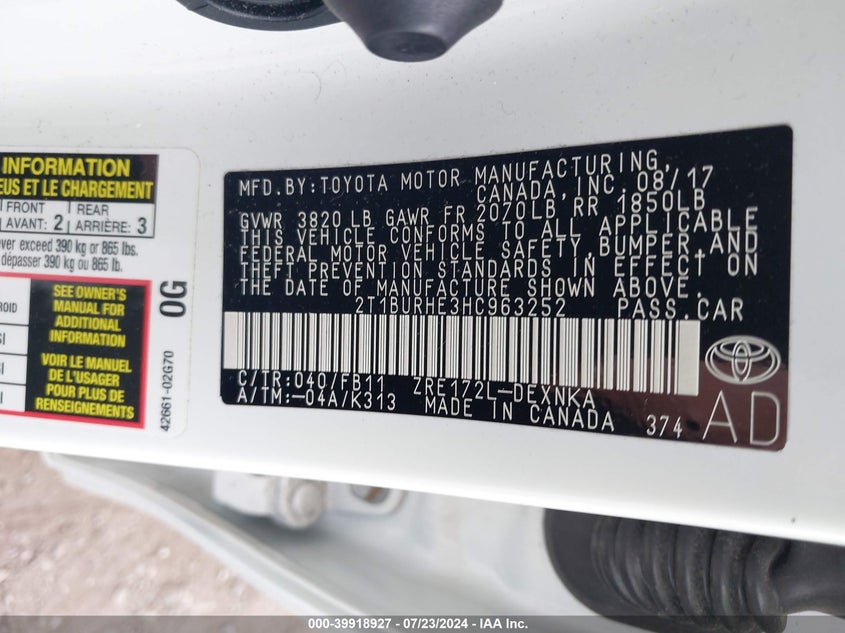 INFORMATION
EUS ET LE CHARGEMENT
FRONT
AVANT: 2
REAR
ARRIÈRE: 3
ever exceed 390 kg or 865 lbs.
dépasser 390 kg ou 865 lb.
SEE OWNER'S
MANUAL FOR
ADDITIONAL
INFORMATION
VOIR LE MANUEL
DE L'USAGER
POUR PLUS DE
RENSEIGNEMENTS
OG
42661-02G70
MFD.BY:TOYOTA MOTOR MANUFACTURING,
CANADA, INC. 08/17
GVWR 3820 LB GAWR FR 2070LB, RR 1850LB
THIS VEHICLE CONFORMS TO ALL APPLICABLE
FEDERAL MOTOR VEHICLE SAFETY, BUMPER, AND
THEFT PREVENTION STANDARDS IN EFFECT ON
THE DATE OF MANUFACTURE SHOWN ABOVE.
2T1BURHE3HC963252 PASS.CAR
C/TR:040/FB11 ZRE172L-DEXNKA
A/TM:-04A/K313 MADE IN CANADA 374
AD
000-39918927 / 07/23/2024 - IAA Inc.